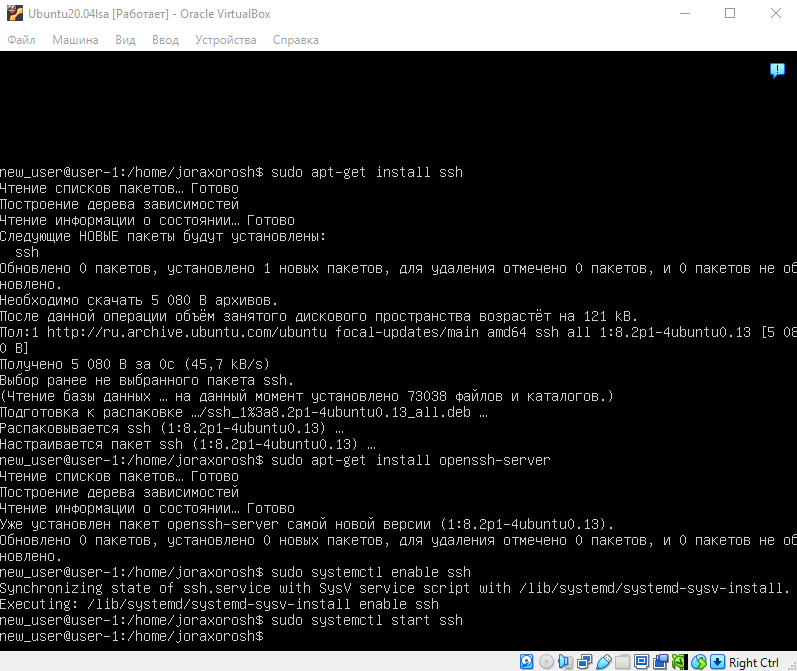 Ubuntu20.04lsa [Работает] - Oracle VirtualBox
Файл Машина Вид Ввод Устройства Справка
new_user@user-1:/home/joraxorosh$ sudo apt-get install ssh
Чтение списков пакетов… Готово
Построение дерева зависимостей
Чтение информации о состоянии… Готово
Следующие НОВЫЕ пакеты будут установлены:
ssh
Обновлено 0 пакетов, установлено 1 новых пакетов, для удаления отмечено 0 пакетов, и 0 пакетов не об
новлено.
Необходимо скачать 5 080 B архивов.
После данной операции объём занятого дискового пространства возрастёт на 121 kB.
Пол:1 http://ru.archive.ubuntu.com/ubuntu focal-updates/main amd64 ssh all 1:8.2p1-4ubuntu0.13 [5 08
0 B]
Получено 5 080 B за 0с (45,7 kB/s)
Выбор ранее не выбранного пакета ssh.
(Чтение базы данных … на данный момент установлено 73038 файлов и каталогов.)
Подготовка к распаковке …/ssh_1%3a8.2p1-4ubuntu0.13_all.deb …
Распаковывается ssh (1:8.2p1-4ubuntu0.13) …
Настраивается пакет ssh (1:8.2p1-4ubuntu0.13) …
new_user@user-1:/home/joraxorosh$ sudo apt-get install openssh-server
Чтение списков пакетов… Готово
Построение дерева зависимостей
Чтение информации о состоянии… Готово
Уже установлен пакет openssh-server самой новой версии (1:8.2p1-4ubuntu0.13).
Обновлено 0 пакетов, установлено 0 новых пакетов, для удаления отмечено 0 пакетов, и 0 пакетов не об
новлено.
new_user@user-1:/home/joraxorosh$ sudo systemctl enable ssh
Synchronizing state of ssh.service with SysV service script with /lib/systemd/systemd-sysv-install.
Executing: /lib/systemd/systemd-sysv-install enable ssh
new_user@user-1:/home/joraxorosh$ sudo systemctl start ssh
new_user@user-1:/home/joraxorosh$
Right Ctrl